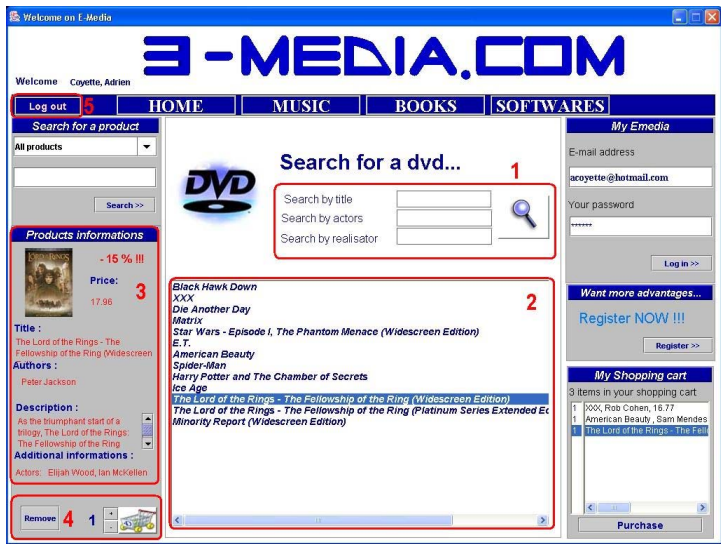 Welcome on E-Media
3-MEDIA.COM
Welcome Coyette, Adrien
Log out 5 HOME MUSIC BOOKS SOFTWARES
Search for a product
All products
Search >>
Products informations
- 15 % !!!
Price:
3
17.96
Title :
The Lord of the Rings - The
Fellowship of the Ring (Widescreen
Authors :
Peter Jackson
Description :
As the triumphant start of a
trilogy, The Lord of the Rings:
The Fellowship of the Ring
Additional informations :
Actors: Elijah Wood, Ian McKellen
Remove 4 1 + -
DVD
Search for a dvd...
1
Search by title
Search by actors
Search by realisator
2
Black Hawk Down
XXX
Die Another Day
Matrix
Star Wars - Episode I, The Phantom Menace (Widescreen Edition)
E.T.
American Beauty
Spider-Man
Harry Potter and The Chamber of Secrets
Ice Age
The Lord of the Rings - The Fellowship of the Ring (Widescreen Edition)
The Lord of the Rings - The Fellowship of the Ring (Platinum Series Extended Ec
Minority Report (Widescreen Edition)
My Emedia
E-mail address
acoyette@hotmail.com
Your password
******
Log in >>
Want more advantages...
Register NOW !!!
Register >>
My Shopping cart
3 items in your shopping cart
1 XXX, Rob Cohen, 16.77
1 American Beauty , Sam Mendes
1 The Lord of the Rings - The Fell
Purchase